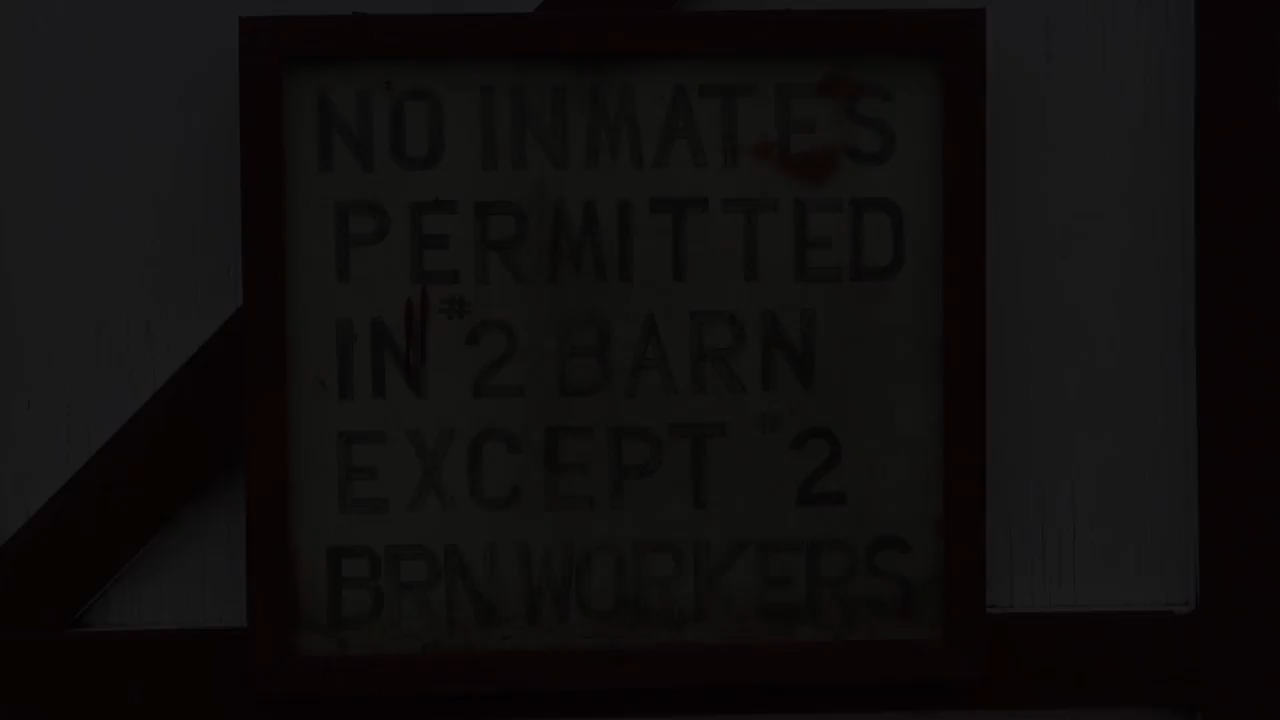 NO INMATES
PERMITTED
IN #2 BARN
EXCEPT #2
BRN WORKERS